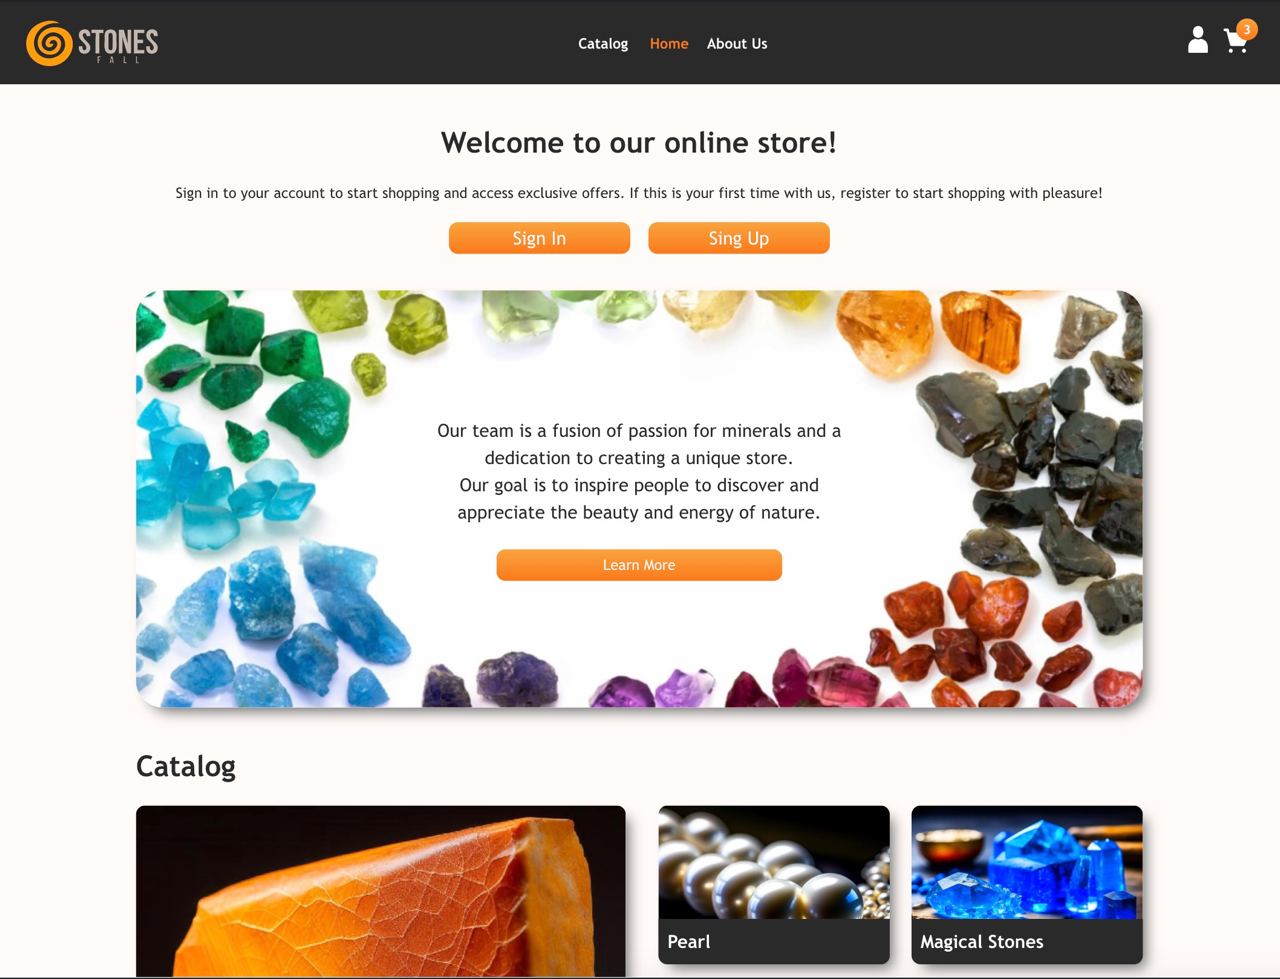 STONES
FALL
Catalog Home About Us
3
Welcome to our online store!
Sign in to your account to start shopping and access exclusive offers. If this is your first time with us, register to start shopping with pleasure!
Sign In Sing Up
Our team is a fusion of passion for minerals and a
dedication to creating a unique store.
Our goal is to inspire people to discover and
appreciate the beauty and energy of nature.
Learn More
Catalog
Pearl
Magical Stones